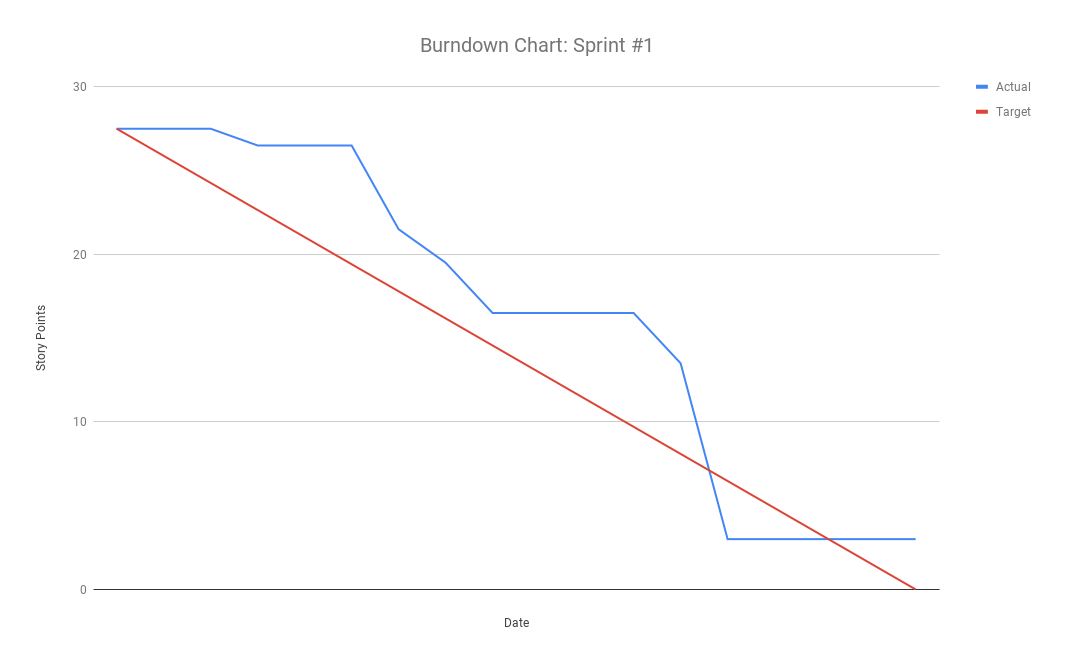 Burndown Chart: Sprint #1
30
20
10
0
Story Points
Date
Actual
Target